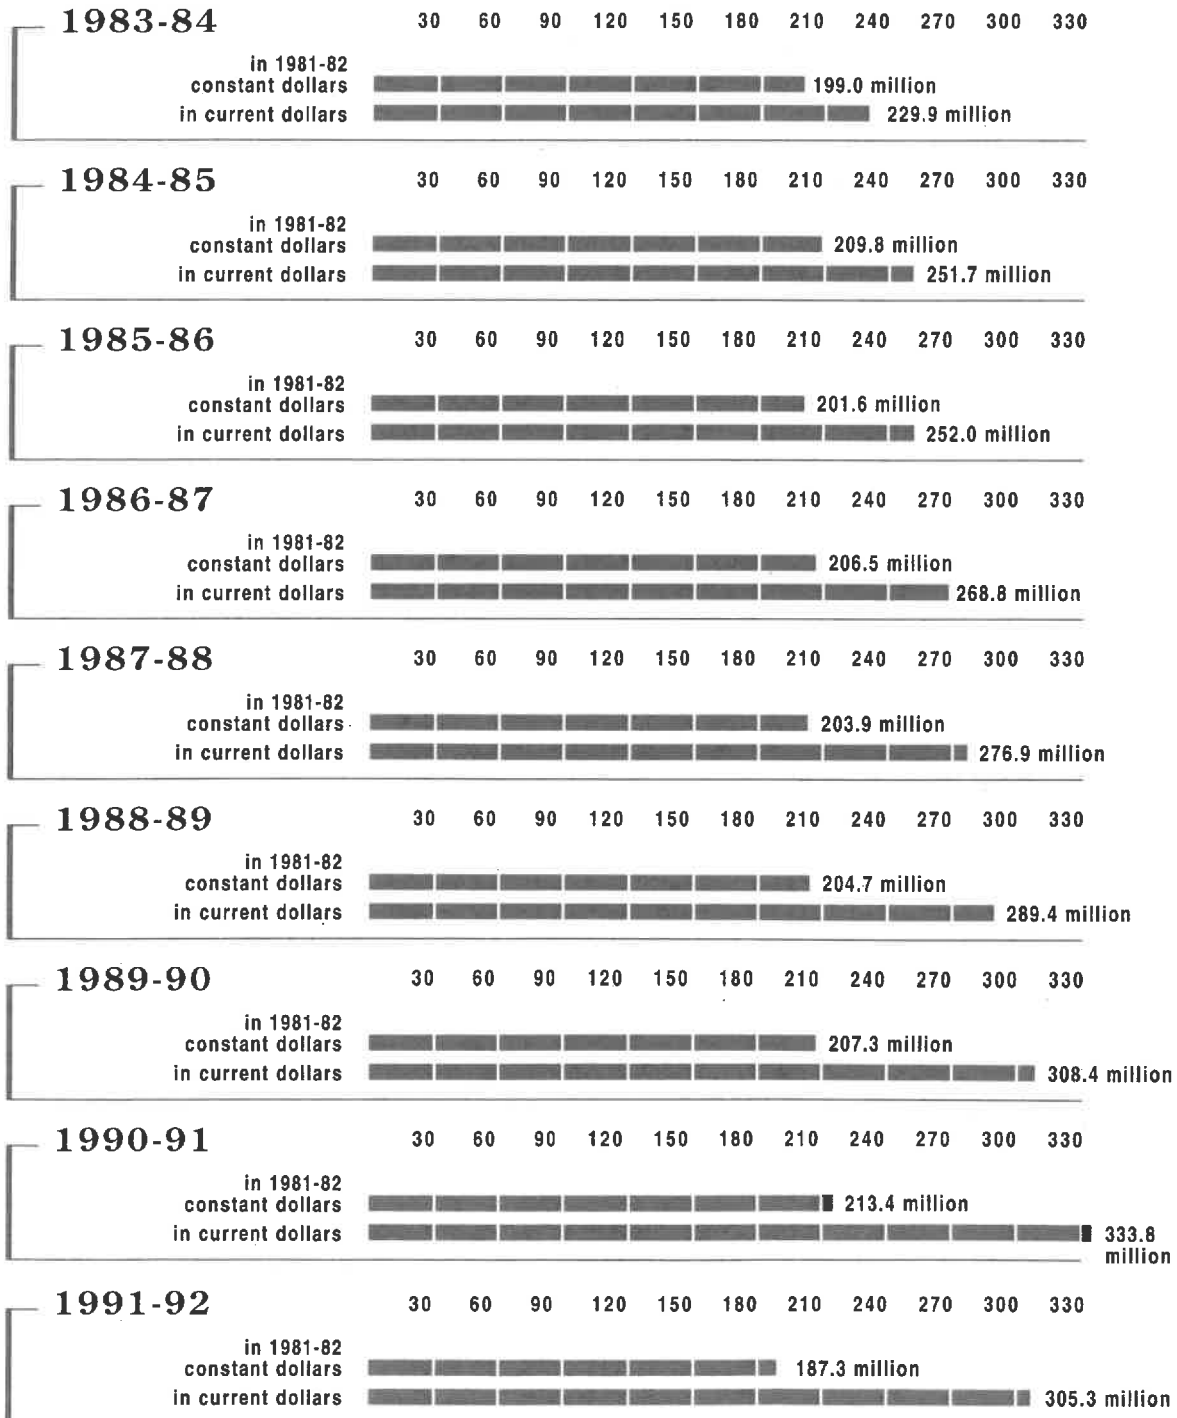 1983-84 30 60 90 120 150 180 210 240 270 300 330
in 1981-82
constant dollars 199.0 million
in current dollars 229.9 million
1984-85 30 60 90 120 150 180 210 240 270 300 330
in 1981-82
constant dollars 209.8 million
in current dollars 251.7 million
1985-86 30 60 90 120 150 180 210 240 270 300 330
in 1981-82
constant dollars 201.6 million
in current dollars 252.0 million
1986-87 30 60 90 120 150 180 210 240 270 300 330
in 1981-82
constant dollars 206.5 million
in current dollars 268.8 million
1987-88 30 60 90 120 150 180 210 240 270 300 330
in 1981-82
constant dollars 203.9 million
in current dollars 276.9 million
1988-89 30 60 90 120 150 180 210 240 270 300 330
in 1981-82
constant dollars 204.7 million
in current dollars 289.4 million
1989-90 30 60 90 120 150 180 210 240 270 300 330
in 1981-82
constant dollars 207.3 million
in current dollars 308.4 million
1990-91 30 60 90 120 150 180 210 240 270 300 330
in 1981-82
constant dollars 213.4 million
in current dollars 333.8
million
1991-92 30 60 90 120 150 180 210 240 270 300 330
in 1981-82
constant dollars 187.3 million
in current dollars 305.3 million